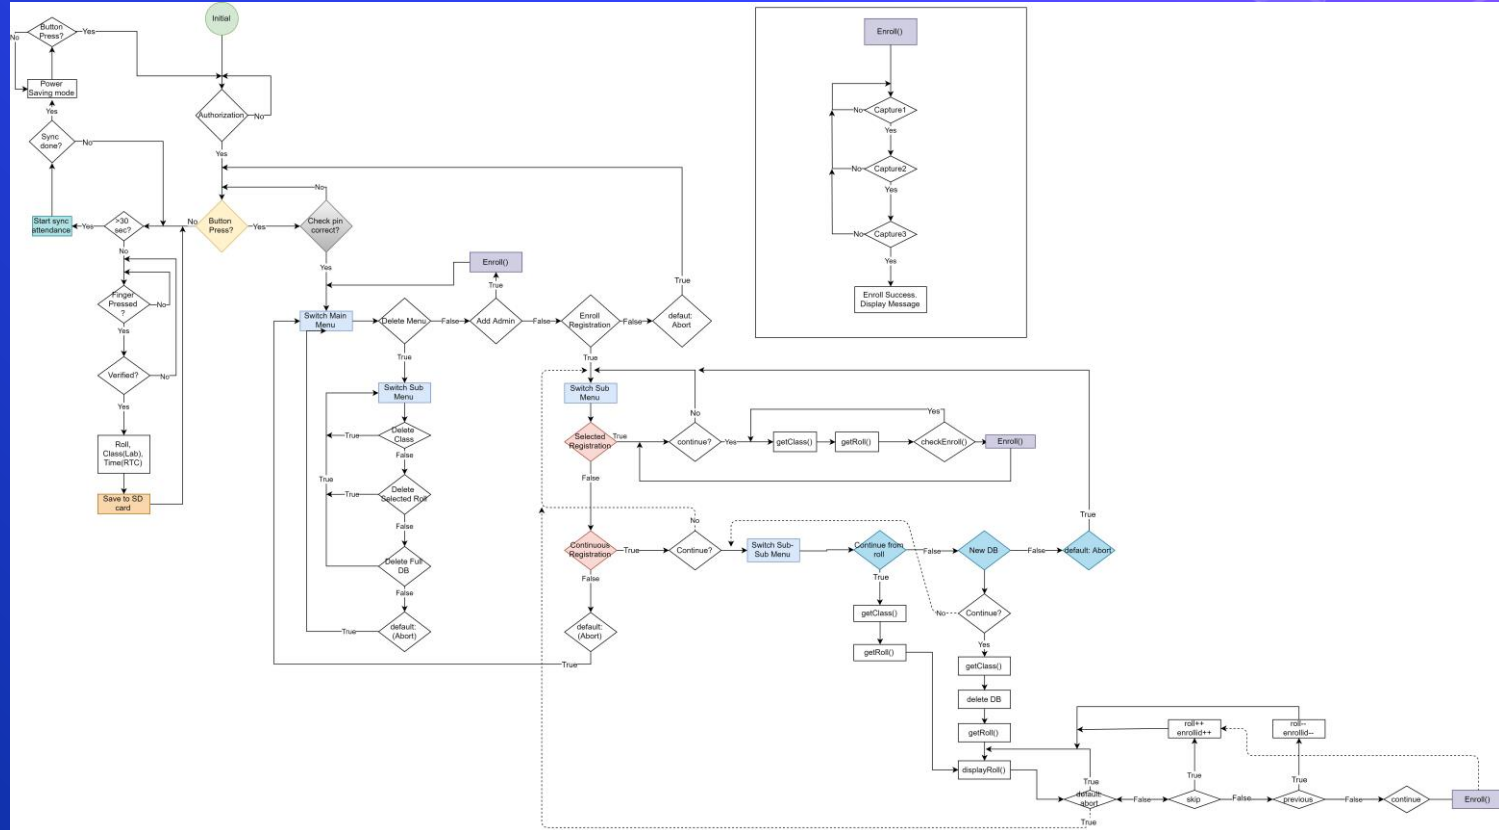 Button
Press?
Yes
No
Power
Saving mode
Yes
Sync
done?
No
Start sync
attendance
Yes
>30
sec?
No
No
Finger
Pressed
?
No
Yes
Verified?
No
Yes
Roll,
Class(Lab),
Time(RTC)
Save to SD
card
Initial
Authorization
No
Yes
Button
Press?
Yes
No
Check pin
correct?
Yes
Switch Main
Menu
Delete Menu
False
Add Admin
True
Enroll()
False
Enroll
Registration
False
defaut:
Abort
True
True
Switch Sub
Menu
Delete
Class
True
False
Delete
Selected Roll
True
True
False
Delete Full
DB
False
default:
(Abort)
True
True
Switch Sub
Menu
Selected
Registration
True
continue?
No
Yes
getClass()
getRoll()
checkEnroll()
Yes
Enroll()
False
Continuous
Registration
True
Continue?
No
Switch Sub-
Sub Menu
Continue from
roll
False
New DB
False
default: Abort
True
False
default:
(Abort)
True
True
getClass()
getRoll()
Continue?
No
Yes
getClass()
delete DB
getRoll()
displayRoll()
default:
abort
True
True
False
skip
True
roll++
enrollid++
False
previous
True
roll--
enrollid--
False
continue
Enroll()
Enroll()
Capture1
No
Yes
Capture2
No
Yes
Capture3
No
Yes
Enroll Success.
Display Message